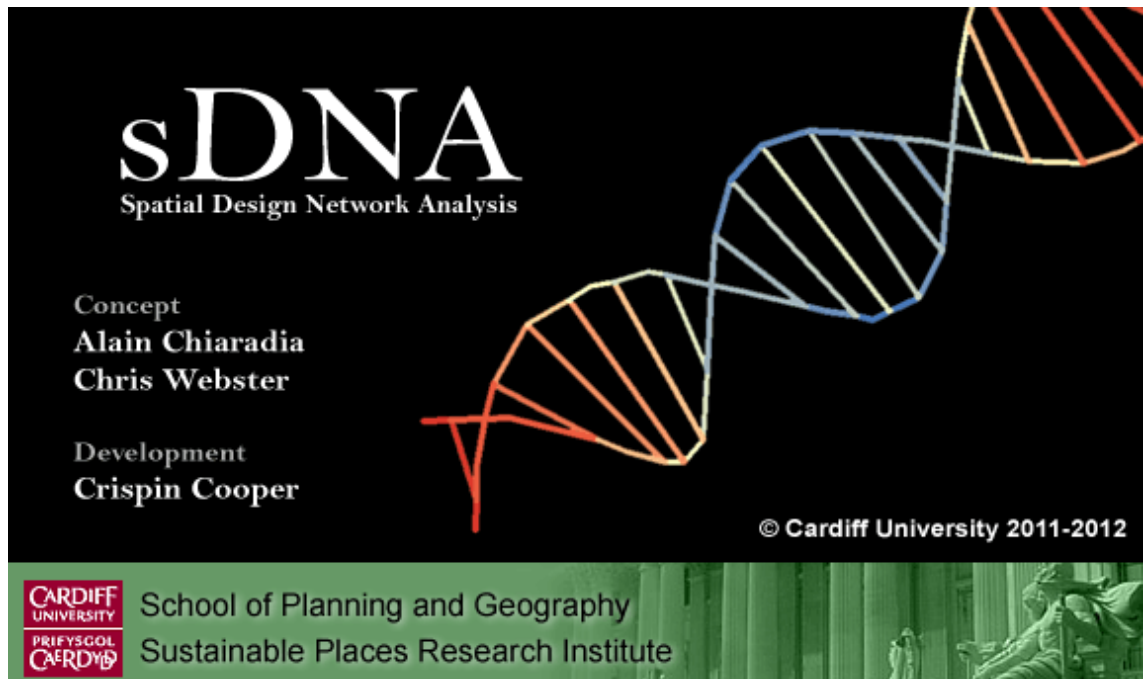 sDNA
Spatial Design Network Analysis
Concept
Alain Chiaradia
Chris Webster
Development
Crispin Cooper
© Cardiff University 2011-2012
CARDIFF
UNIVERSITY
PRIFYSGOL
CAERDYDD
School of Planning and Geography
Sustainable Places Research Institute